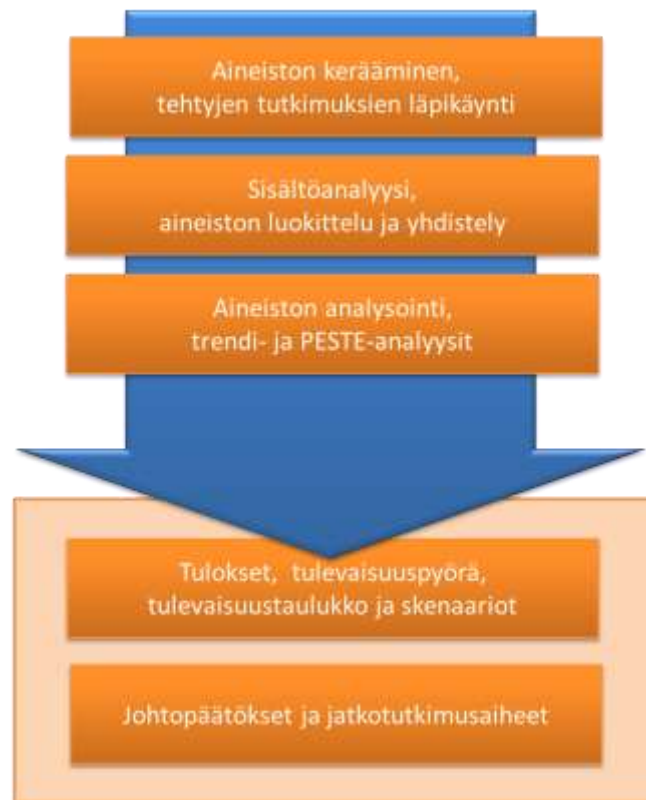 Aineiston kerääminen,
tehtyjen tutkimuksien läpikäynti
Sisältöanalyysi,
aineiston luokittelu ja yhdistely
Aineiston analysointi,
trendi- ja PESTE-analyysit
Tulokset, tulevaisuuspyörä,
tulevaisuustaulukko ja skenaariot
Johtopäätökset ja jatkotutkimusaiheet